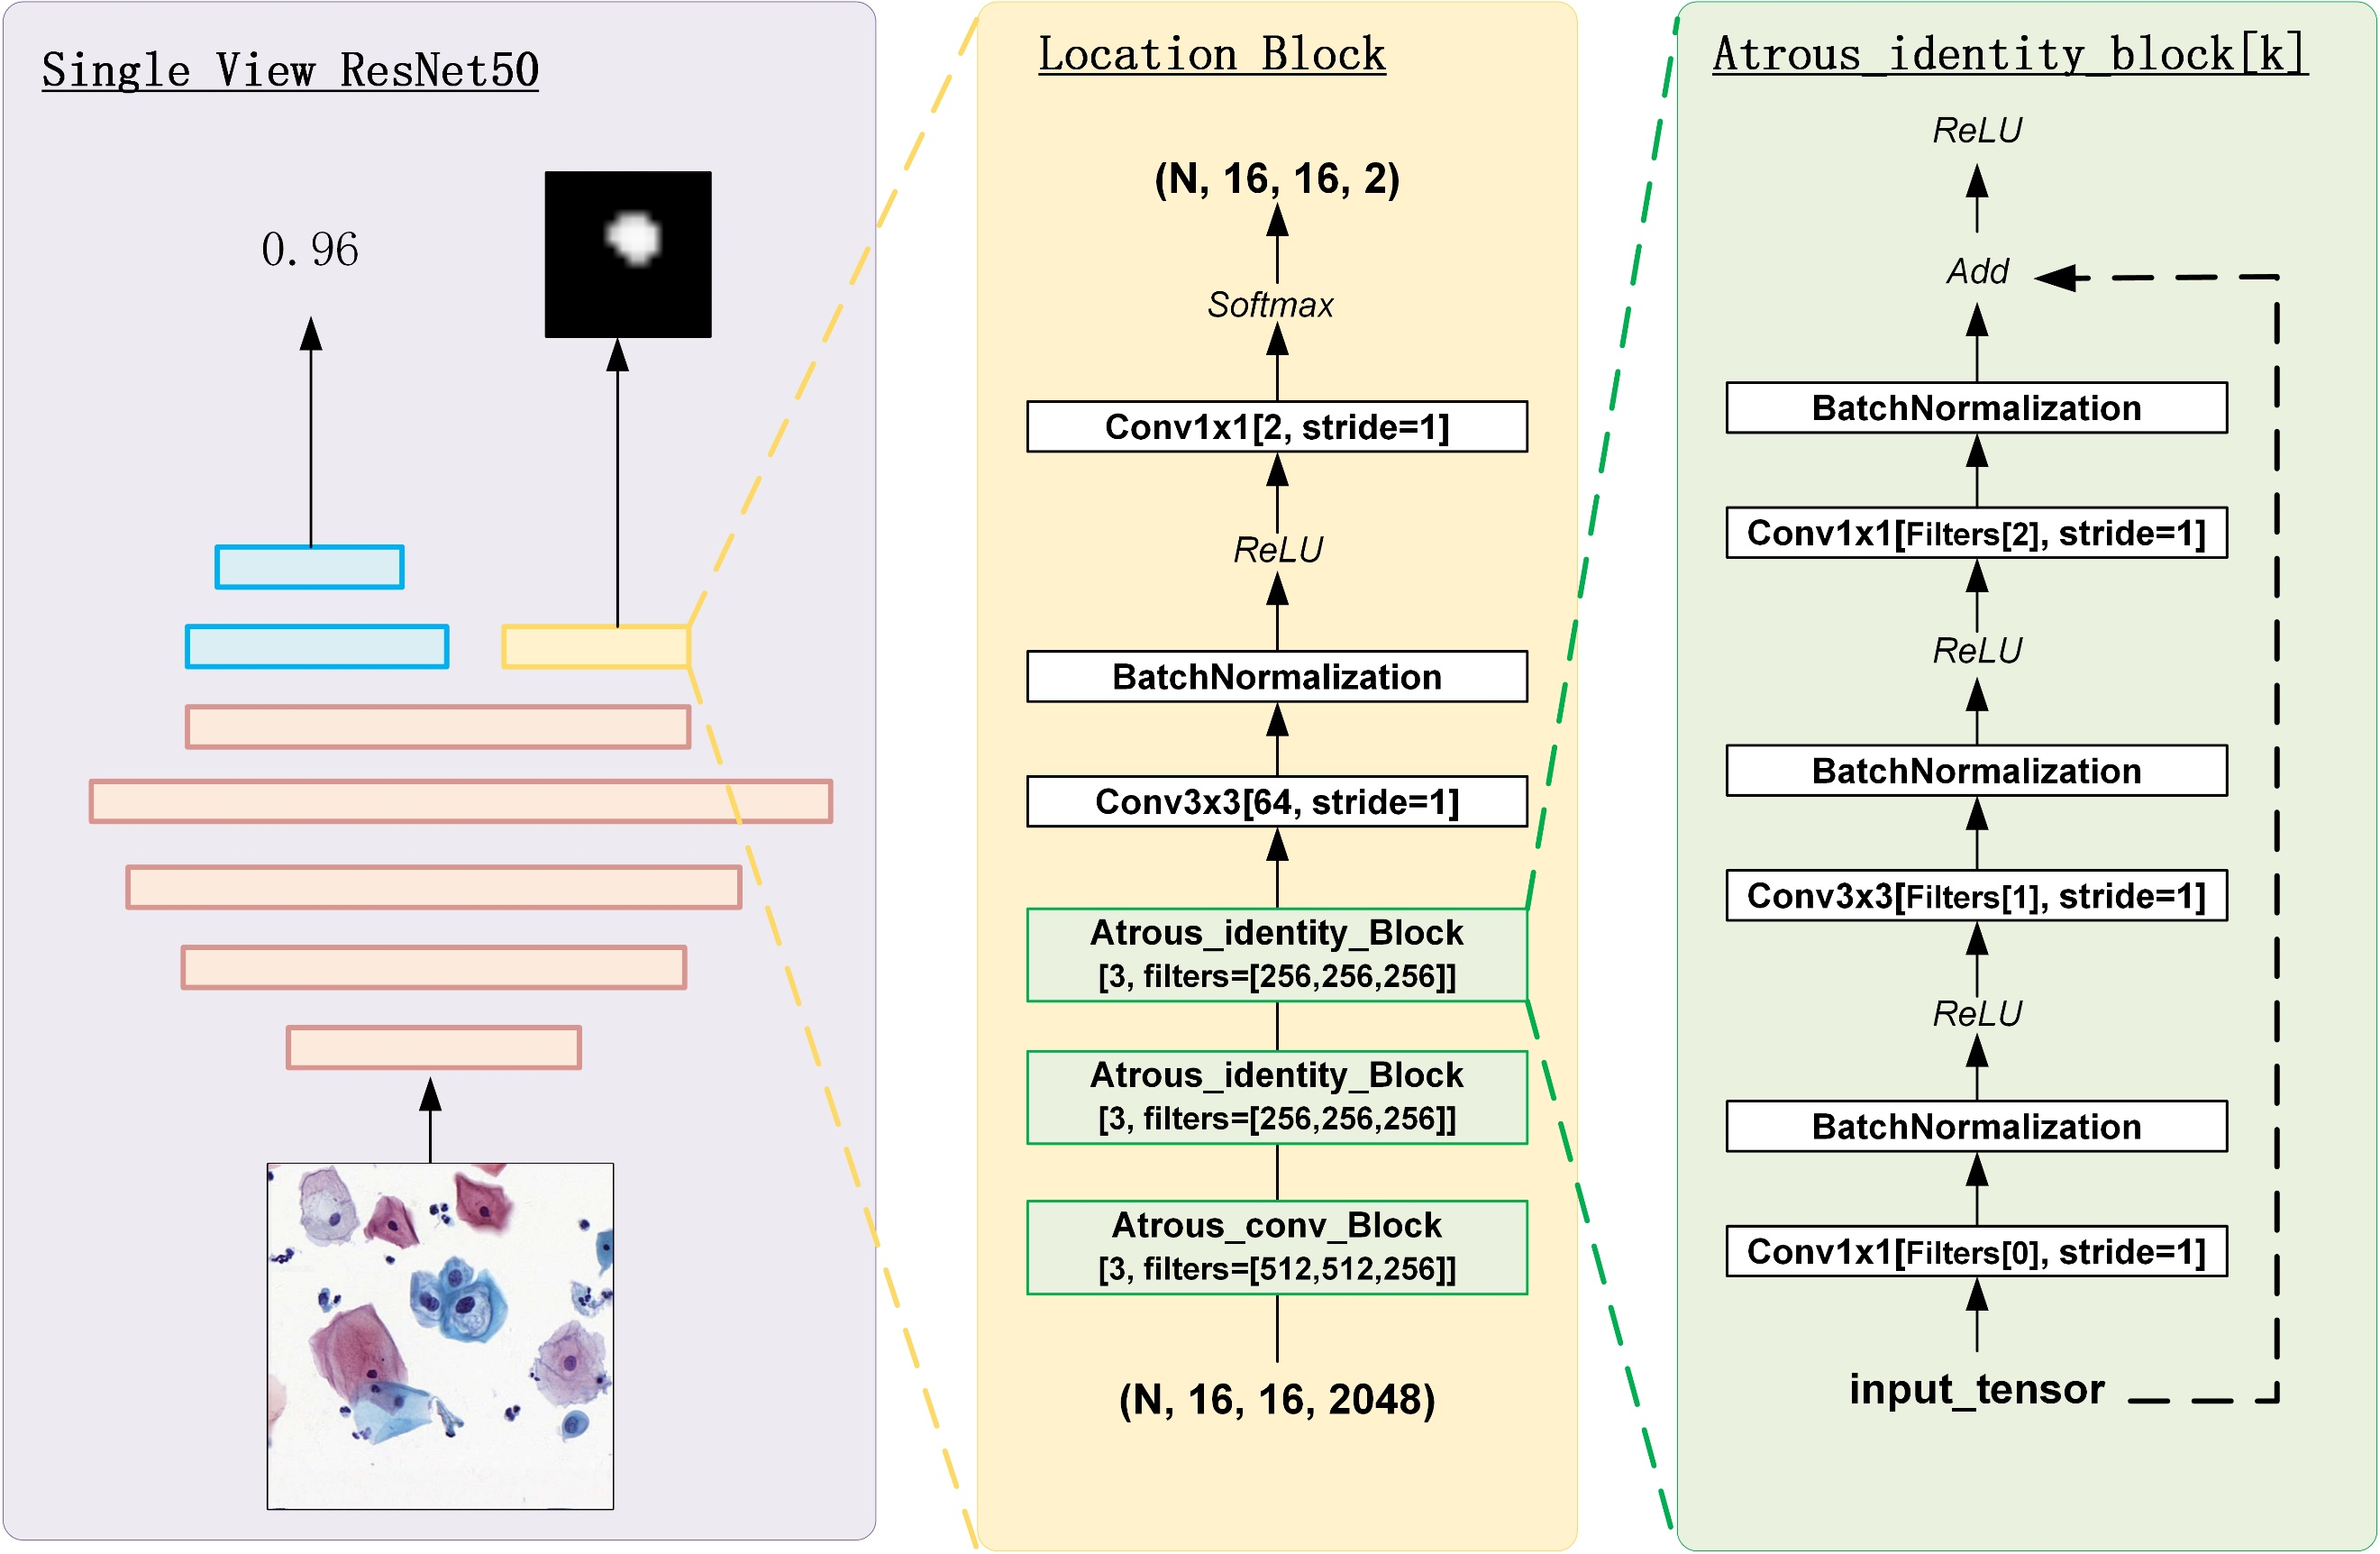 Single View ResNet50
0.96
Location Block
(N, 16, 16, 2)
Softmax
Conv1x1[2, stride=1]
ReLU
BatchNormalization
Conv3x3[64, stride=1]
Atrous_identity_Block
[3, filters=[256,256,256]]
Atrous_identity_Block
[3, filters=[256,256,256]]
Atrous_conv_Block
[3, filters=[512,512,256]]
(N, 16, 16, 2048)
Atrous_identity_block[k]
ReLU
Add
BatchNormalization
Conv1x1[Filters[2], stride=1]
ReLU
BatchNormalization
Conv3x3[Filters[1], stride=1]
ReLU
BatchNormalization
Conv1x1[Filters[0], stride=1]
input_tensor